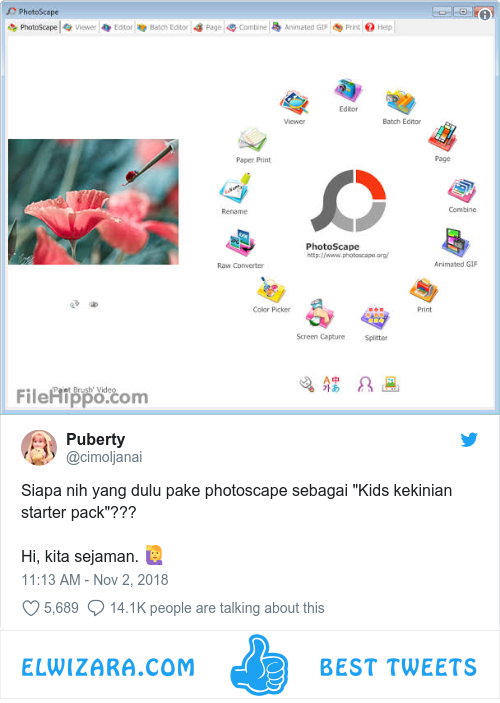 PhotoScape
PhotoScape Viewer Editor Batch Editor Page Combine Animated GIF Print Help
Editor
Viewer
Batch Editor
Paper Print
Page
Rename
Combine
PhotoScape
http://www.photoscape.org/
Raw Converter
Animated GIF
Color Picker
Print
Screen Capture
Splitter
'Paint Brush' Video
FileHippo.com
A中
가あ
Puberty
@cimoljanai
Siapa nih yang dulu pake photoscape sebagai "Kids kekinian
starter pack"???
Hi, kita sejaman. 🙋
11:13 AM - Nov 2, 2018
5,689 14.1K people are talking about this
ELWIZARA.COM BEST TWEETS